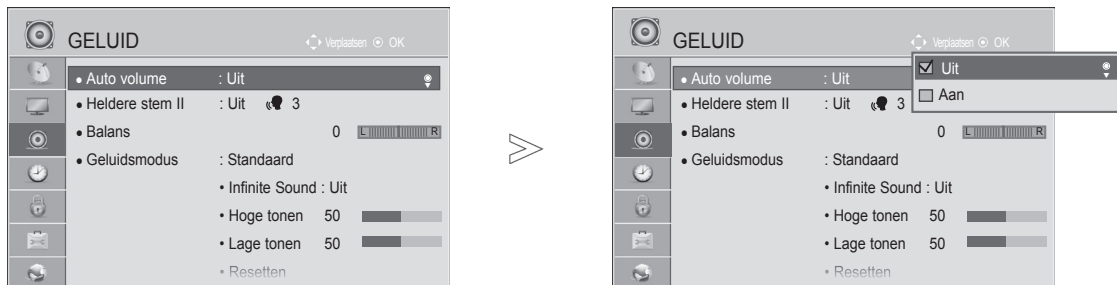 GELUID
Verplaatsen OK
• Auto volume : Uit
• Heldere stem II : Uit 3
• Balans 0 L R
• Geluidsmodus : Standaard
• Infinite Sound : Uit
• Hoge tonen 50
• Lage tonen 50
• Resetten
GELUID
Verplaatsen OK
• Auto volume : Uit
Uit
Aan
• Heldere stem II : Uit 3
• Balans 0 L R
• Geluidsmodus : Standaard
• Infinite Sound : Uit
• Hoge tonen 50
• Lage tonen 50
• Resetten